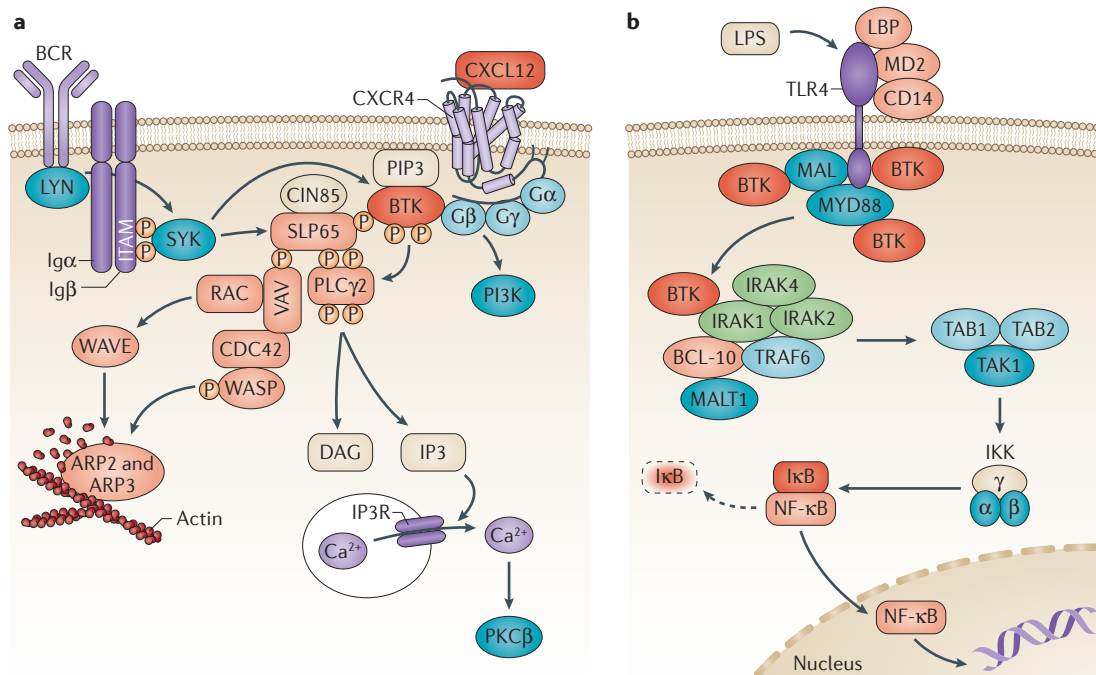 a
BCR
LYN
ITAM
Igα
Igβ
P
P
SYK
CIN85
SLP65
P
PIP3
BTK
P
P
CXCL12
CXCR4
Gβ
Gγ
Gα
PI3K
P
P
P
PLCγ2
P
P
VAV
RAC
CDC42
WAVE
P
WASP
ARP2 and
ARP3
Actin
DAG
IP3
IP3R
Ca²⁺
Ca²⁺
PKCβ
b
LPS
LBP
MD2
CD14
TLR4
BTK
MAL
BTK
MYD88
BTK
BTK
IRAK4
IRAK1
IRAK2
BCL-10
TRAF6
MALT1
TAB1
TAB2
TAK1
IKK
γ
α
β
IκB
IκB
NF-κB
NF-κB
Nucleus